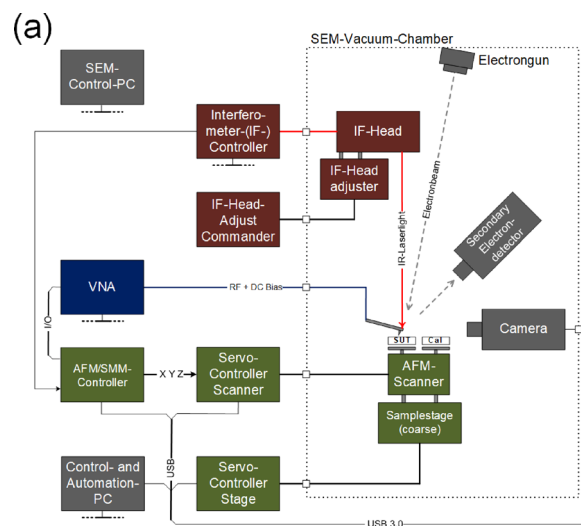 (a)
SEM-Vacuum-Chamber
SEM-
Control-PC
Electrongun
Interfero-
meter-(IF-)
Controller
IF-Head
IF-Head
adjuster
IF-Head-
Adjust
Commander
IR-Laserlight
Electronbeam
Secondary
Electron-
detector
VNA
RF + DC Bias
I/O
Camera
SUT
Cal
AFM/SMM-
Controller
X Y Z
Servo-
Controller
Scanner
AFM-
Scanner
Samplestage
(coarse)
USB
Control- and
Automation-
PC
Servo-
Controller
Stage
USB 3.0